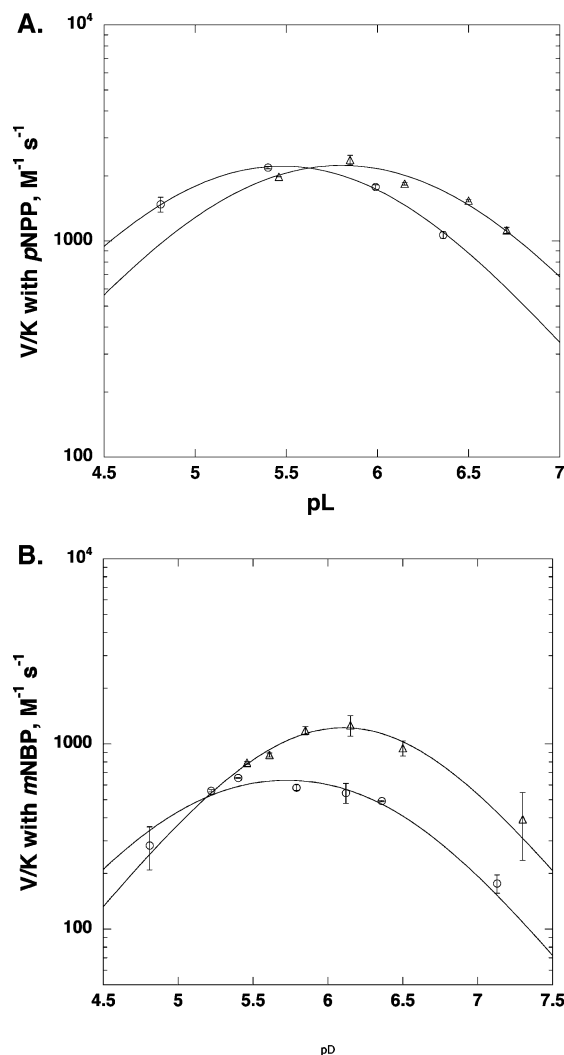 A.
10⁴
1000
100
V/K with pNPP, M⁻¹ s⁻¹
4.5 5 5.5 6 6.5 7
pL
B.
10⁴
1000
100
V/K with mNBP, M⁻¹ s⁻¹
4.5 5 5.5 6 6.5 7 7.5
pD